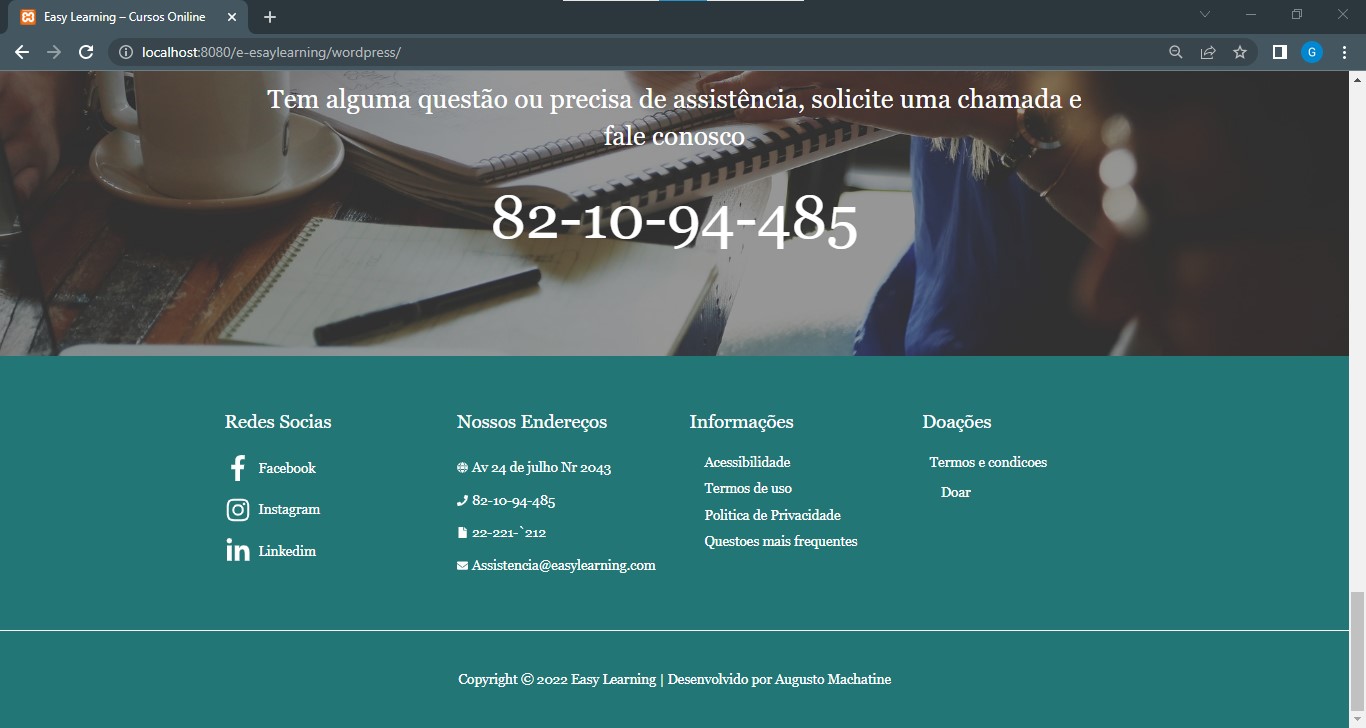 Easy Learning – Cursos Oniline
localhost:8080/e-esaylearning/wordpress/
G
Tem alguma questão ou precisa de assistência, solicite uma chamada e
fale conosco
82-10-94-485
Redes Socias
Facebook
Instagram
Linkedim
Nossos Endereços
Av 24 de julho Nr 2043
82-10-94-485
22-221-`212
Assistencia@easylearning.com
Informações
Acessibilidade
Termos de uso
Politica de Privacidade
Questoes mais frequentes
Doações
Termos e condicoes
Doar
Copyright © 2022 Easy Learning | Desenvolvido por Augusto Machatine